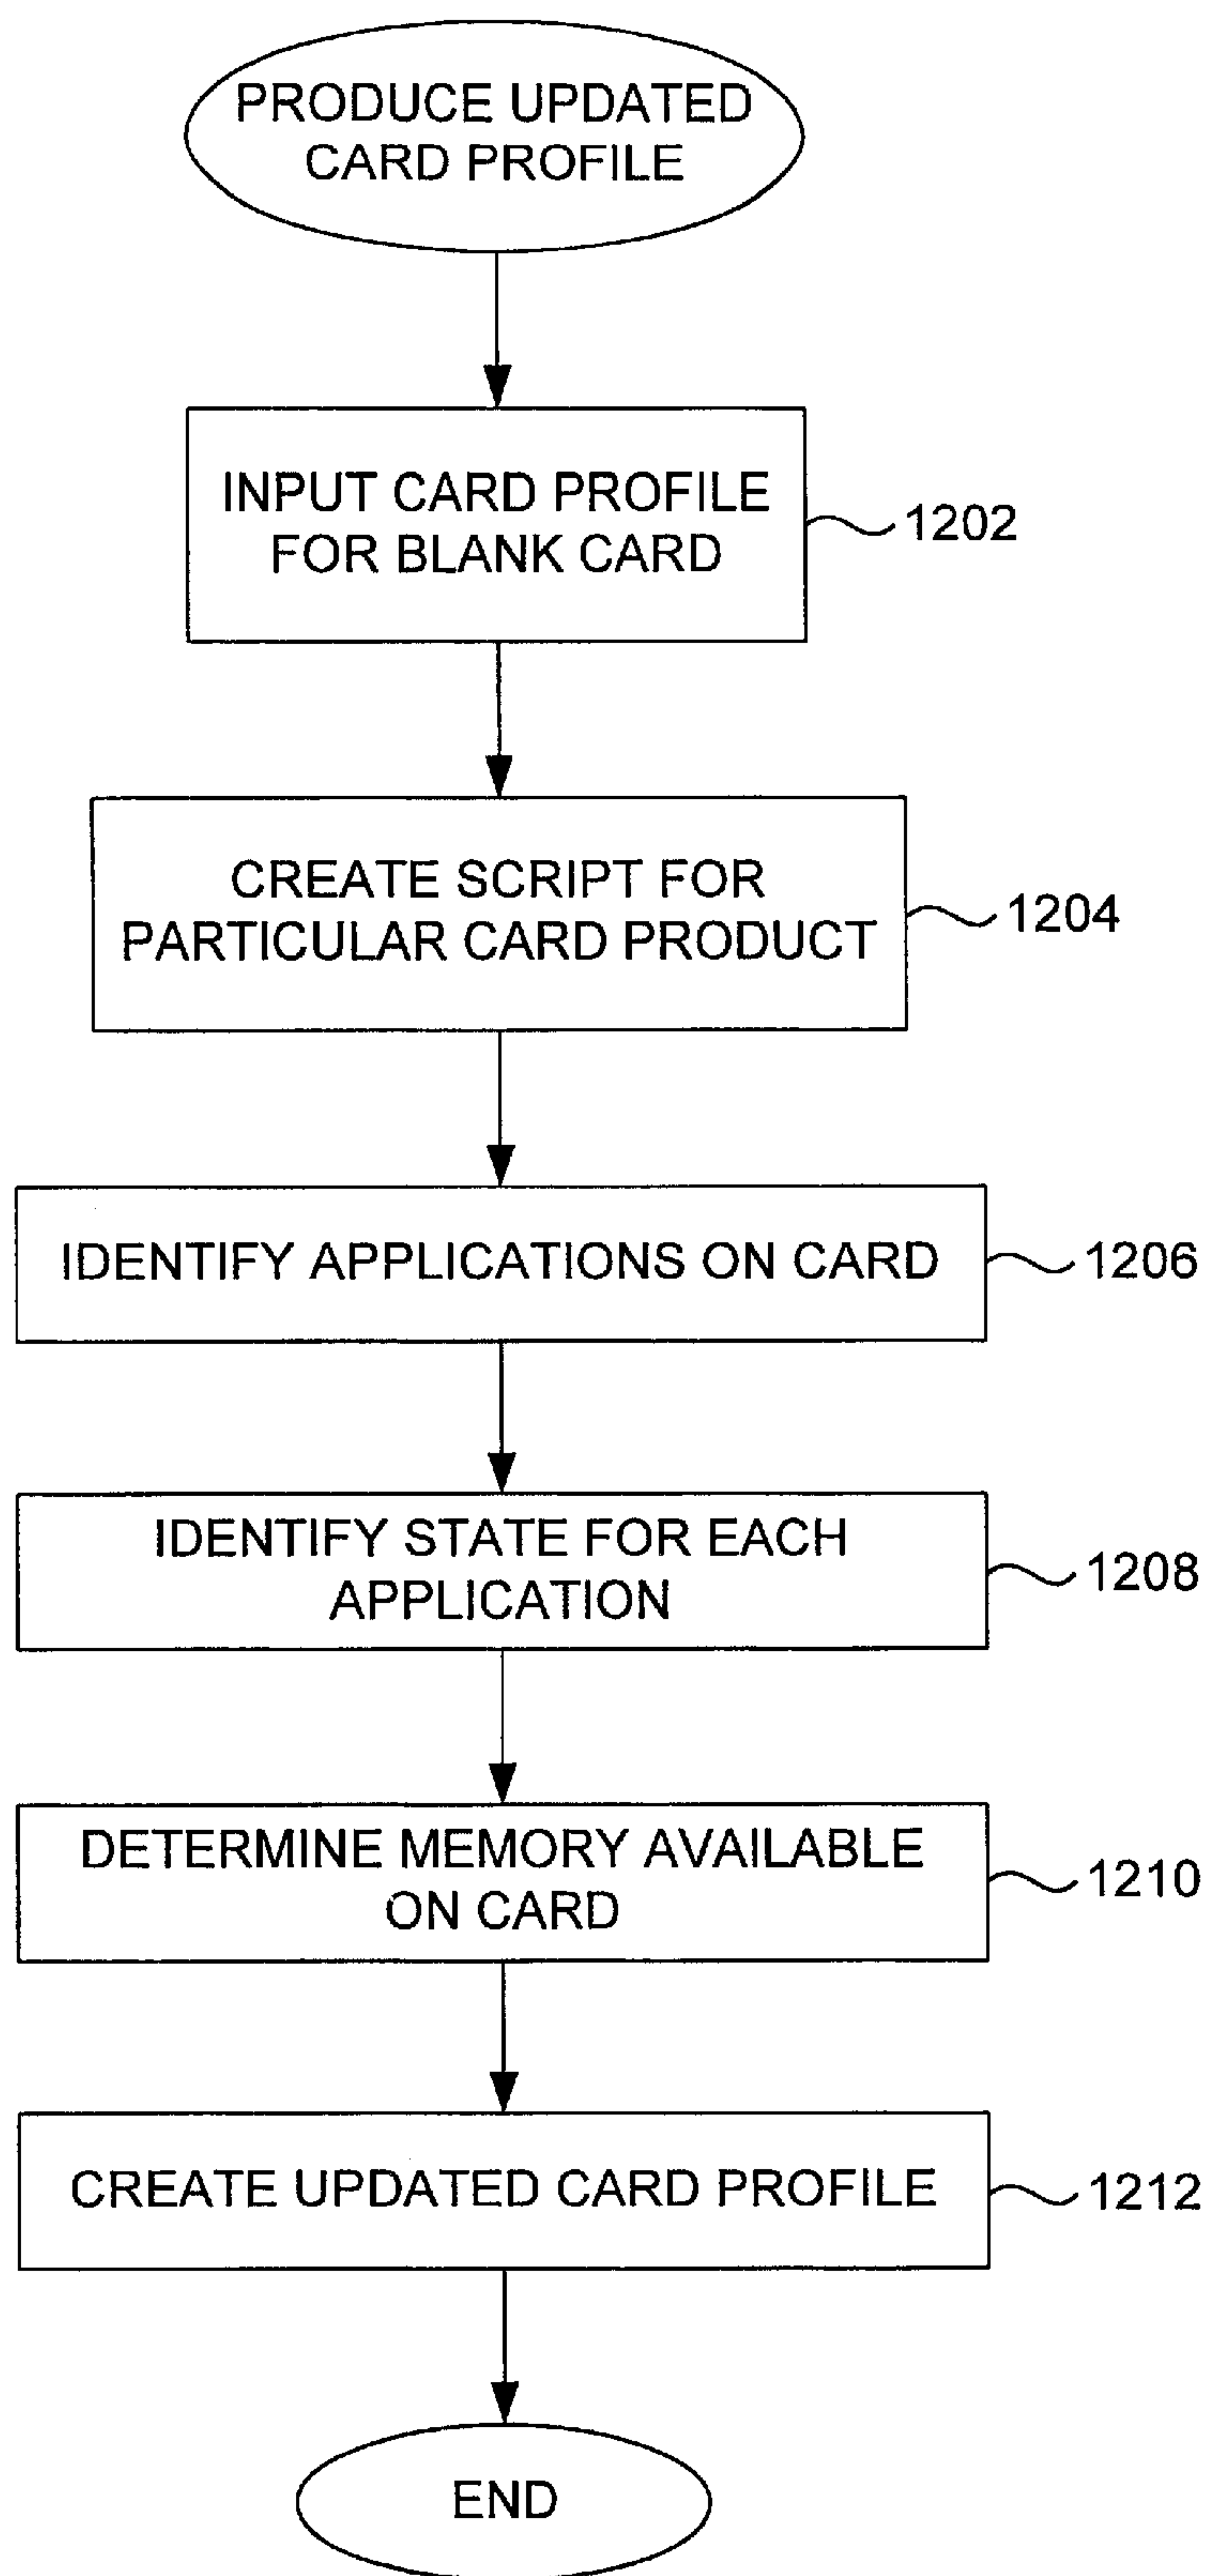 PRODUCE UPDATED
CARD PROFILE
INPUT CARD PROFILE
FOR BLANK CARD
1202
CREATE SCRIPT FOR
PARTICULAR CARD PRODUCT
1204
IDENTIFY APPLICATIONS ON CARD
1206
IDENTIFY STATE FOR EACH
APPLICATION
1208
DETERMINE MEMORY AVAILABLE
ON CARD
1210
CREATE UPDATED CARD PROFILE
1212
END